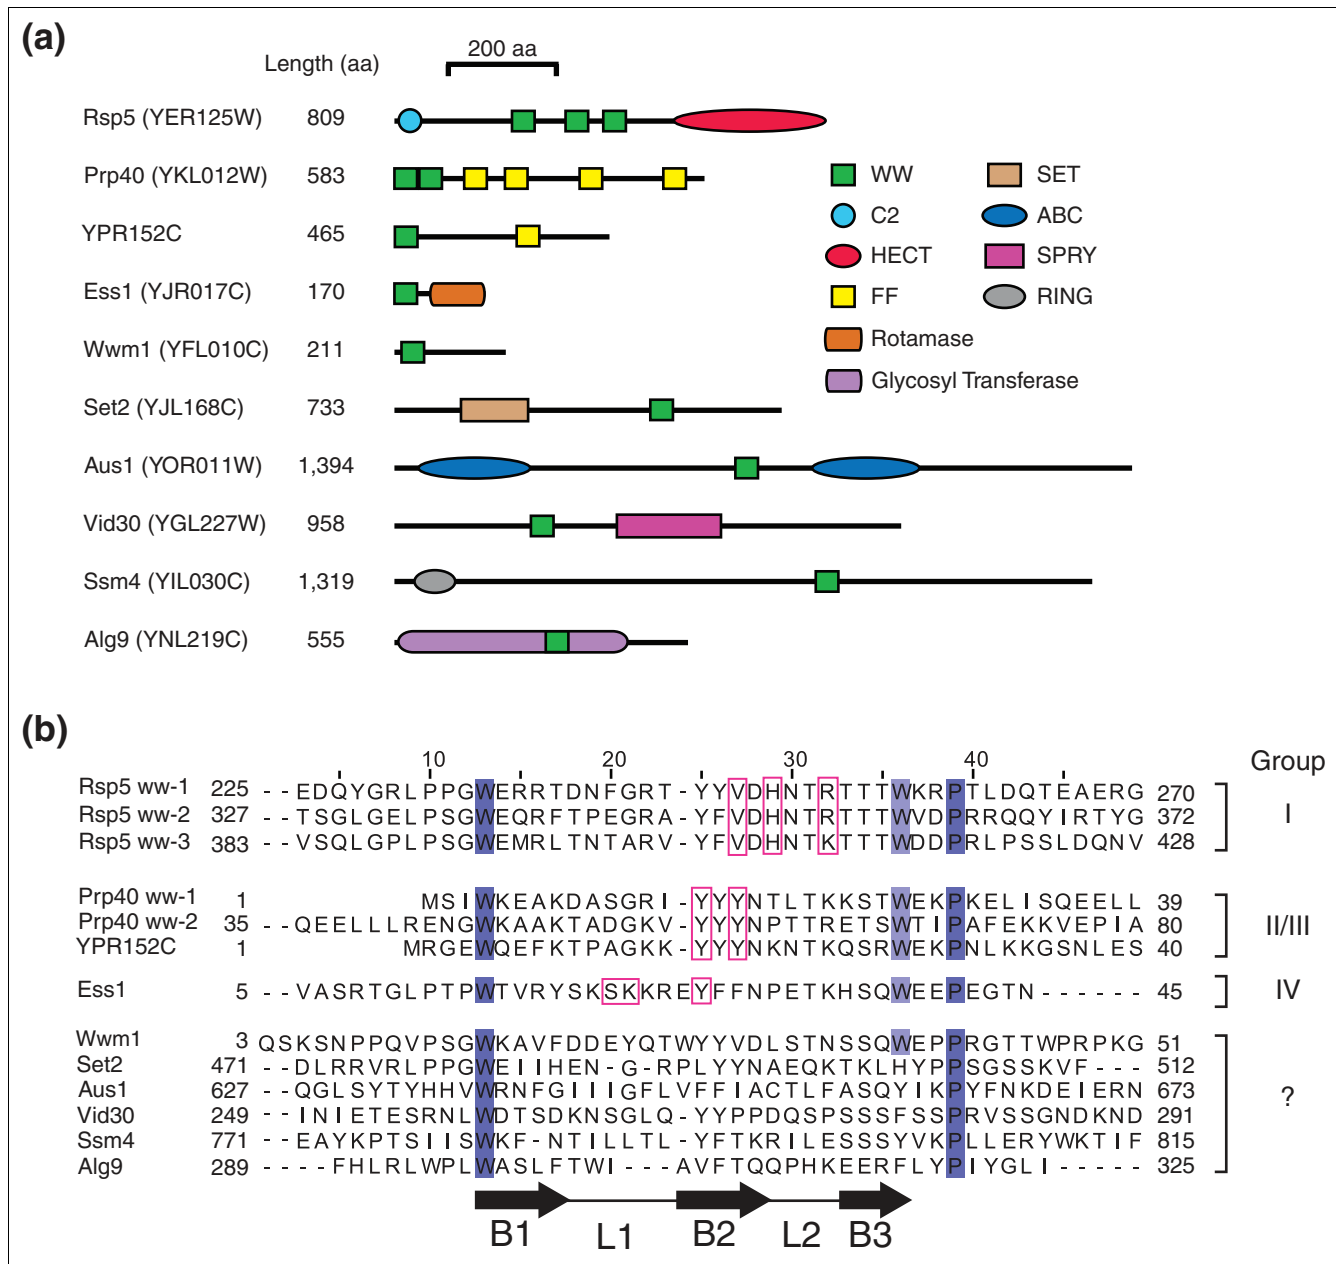 (a)
200 aa
Length (aa)
Rsp5 (YER125W) 809
Prp40 (YKL012W) 583
YPR152C 465
Ess1 (YJR017C) 170
Wwm1 (YFL010C) 211
Set2 (YJL168C) 733
Aus1 (YOR011W) 1,394
Vid30 (YGL227W) 958
Ssm4 (YIL030C) 1,319
Alg9 (YNL219C) 555
WW SET
C2 ABC
HECT SPRY
FF RING
Rotamase
Glycosyl Transferase
(b)
10 20 30 40 Group
Rsp5 ww-1 225 --EDQYGRLPPGWERRTDNFGRT-YYVDHNTRTTTWKRPTLDQTEAERG 270
Rsp5 ww-2 327 --TSGLGELPSGWEQRFTPEGRA-YFVDHNTRTTTWVDPRRQQYIRTYG 372
Rsp5 ww-3 383 --VSQLGPLPSGWEMRLTNTARV-YFVDHNTKTTTWDDPRLPSSLDQNV 428
I
Prp40 ww-1 1 MSIWKEAKDASGRI-YYYNTLTKKSTWEKPKELISQEELL 39
Prp40 ww-2 35 --QEELLLRENGWKAAKTADGKV-YYYNPTTRETSWTIPAFEKKVEPIA 80
YPR152C 1 MRGEWQEFKTPAGKK-YYYNKNTKQSRWEKPNLKKGSNLES 40
II/III
Ess1 5 --VASRTGLPTPWTVRYSKSKKREYFFNPETKHSQWEEPEGTN------ 45
IV
Wwm1 3 QSKSNPPQVPSGWKAVFDDEYQTWYYVDLSTNSSQWEPPRGTTWPRPKG 51
Set2 471 --DLRRVRLPPGWEIIHEN-G-RPLYYNAEQKTKLHYPPSGSSKVF--- 512
Aus1 627 --QGLSYTYHHVWRNFGIIIGFLVFFIACTLFASQYIKPYFNKDEIERN 673
Vid30 249 --INIETESRNLWDTSDKNSGLQ-YYPPDQSPSSSFSSPRVSSGNDKND 291
Ssm4 771 --EAYKPTSIISWKF-NTILLTL-YFTKRILESSSYVKPLLERYWKTIF 815
Alg9 289 ----FHLRLWPLWASLFTWI---AVFTQQPHKEERFLYPIYGLI----- 325
?
B1 L1 B2 L2 B3